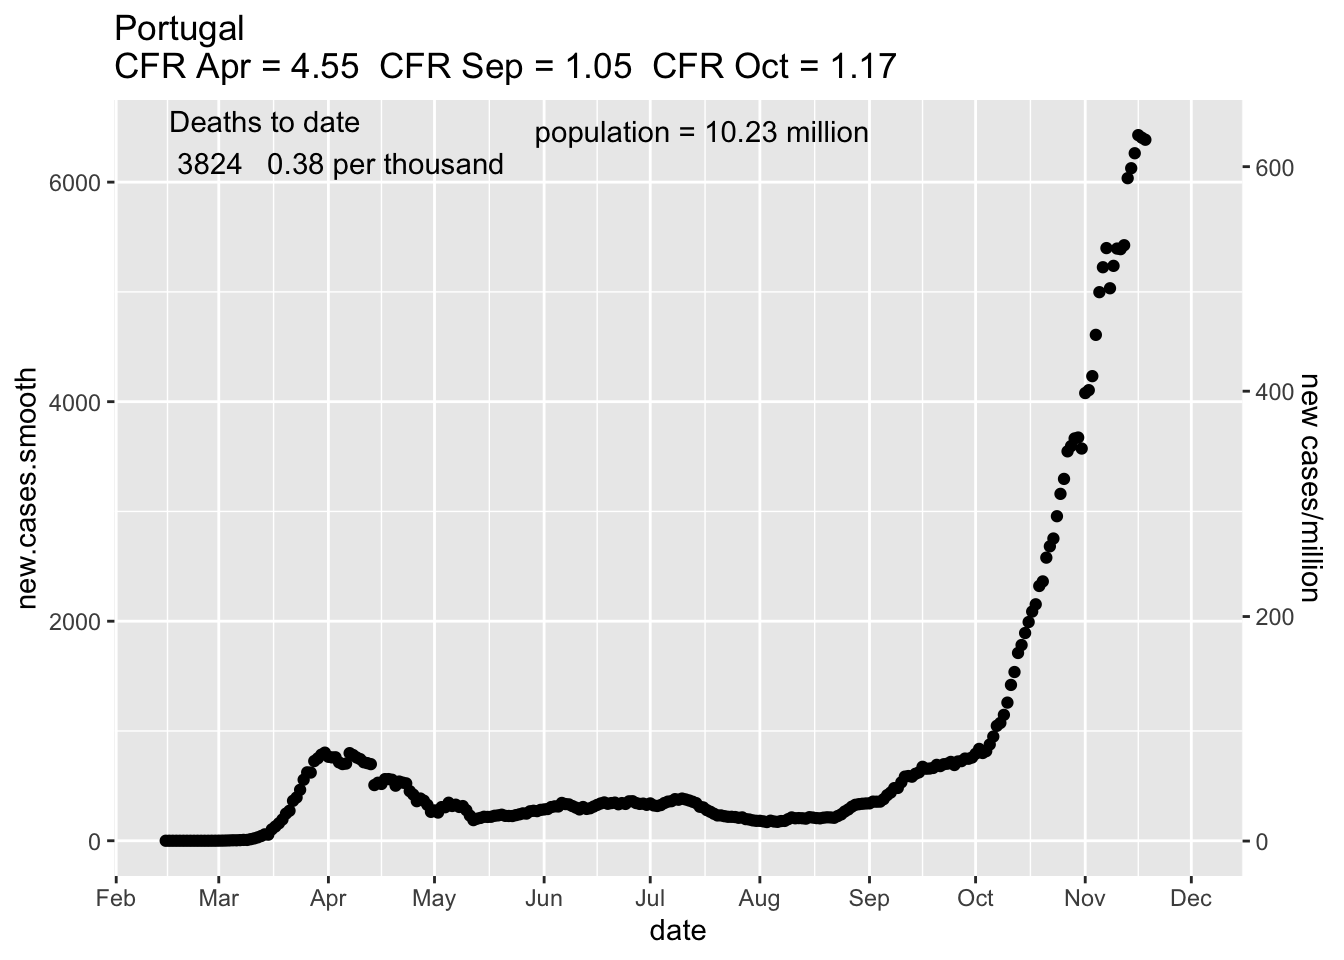 Portugal
CFR Apr = 4.55  CFR Sep = 1.05  CFR Oct = 1.17
Deaths to date
3824   0.38 per thousand
population = 10.23 million
6000
4000
2000
0
new.cases.smooth
600
400
200
0
new cases/million
Feb Mar Apr May Jun Jul Aug Sep Oct Nov Dec
date